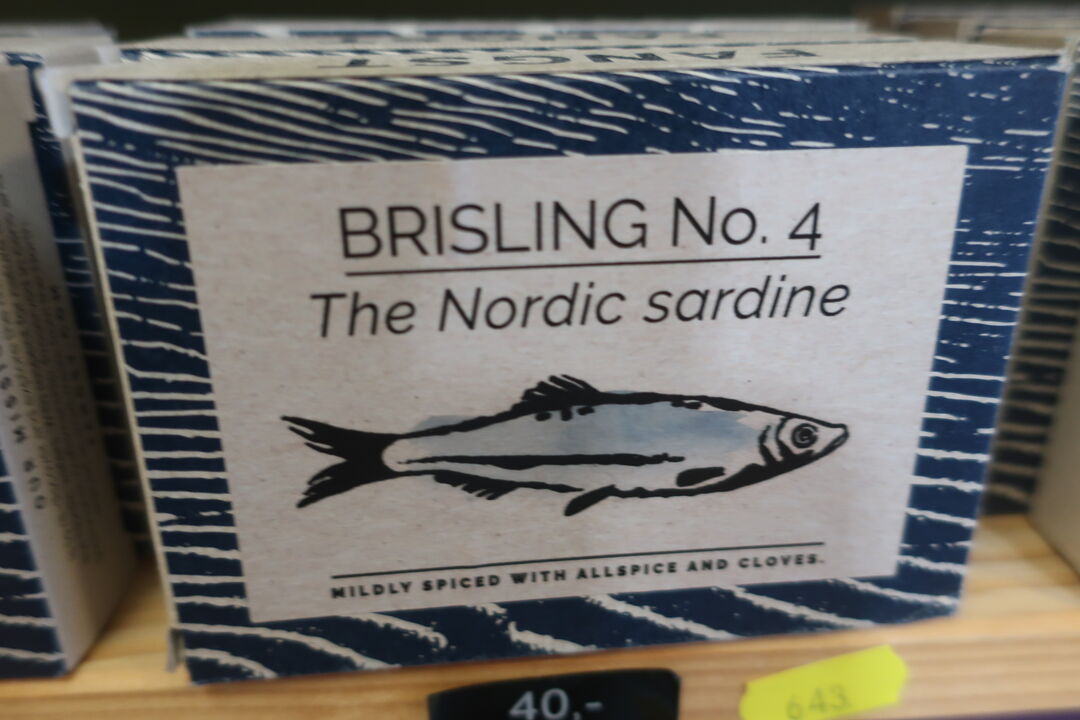 BRISLING No. 4
The Nordic sardine
MILDLY SPICED WITH ALLSPICE AND CLOVES.
40,-
643